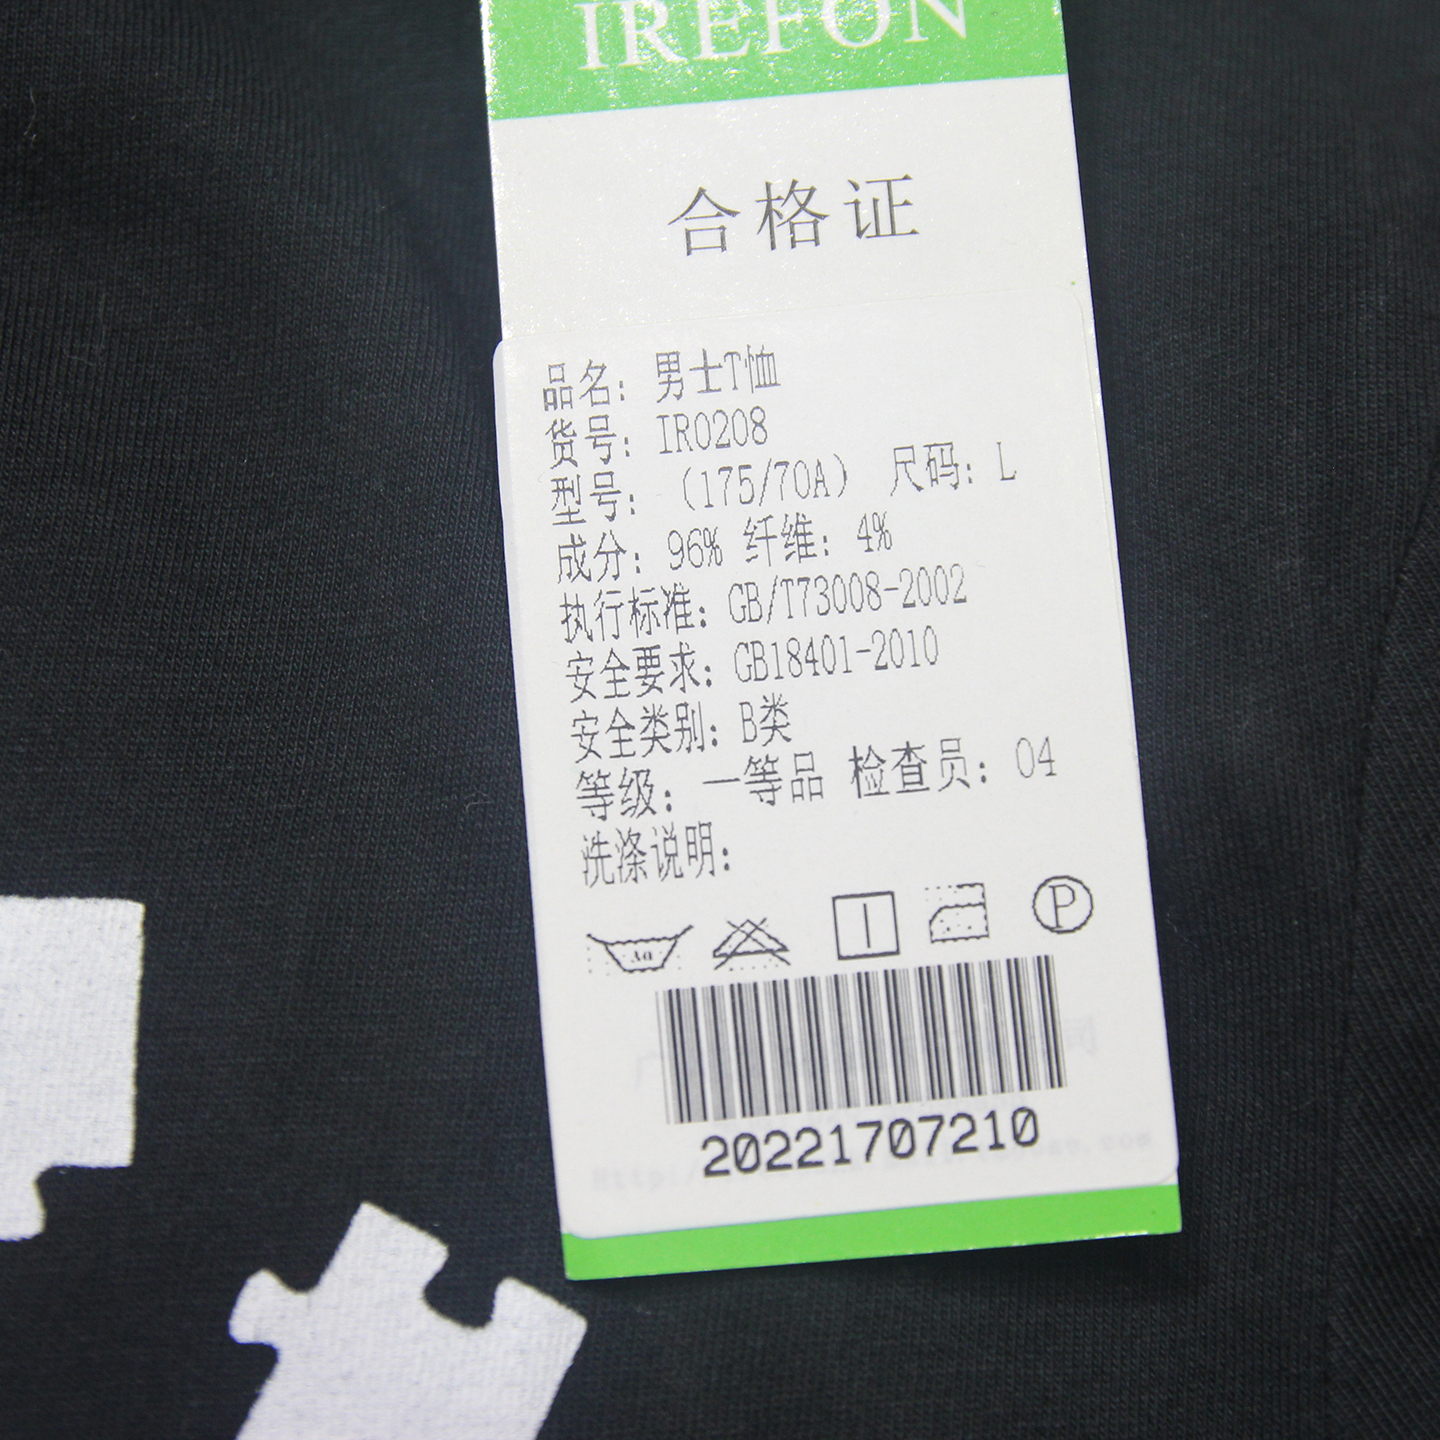 IREFON
合格证
品名: 男士T恤
货号: IR0208
型号: (175/70A) 尺码: L
成分: 96% 纤维: 4%
执行标准: GB/T73008-2002
安全要求: GB18401-2010
安全类别: B类
等级: 一等品 检查员: 04
洗涤说明:
P
20221707210